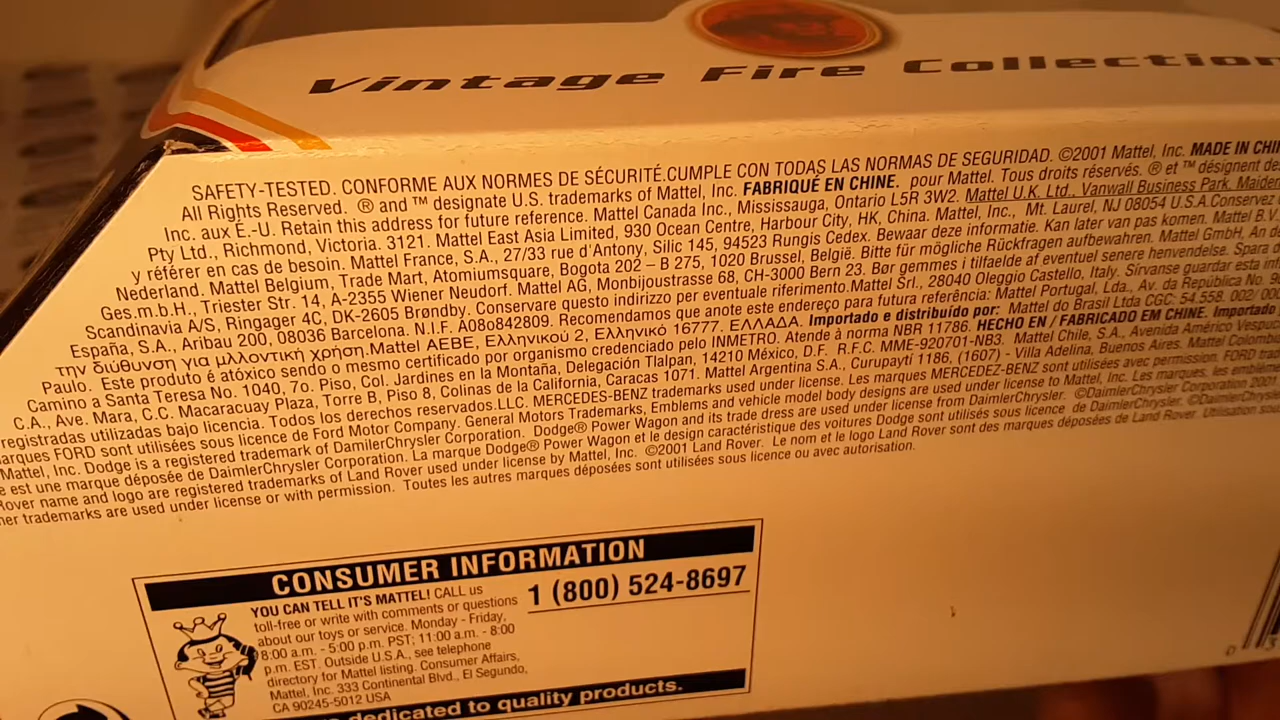 Vintage Fire Collection
SAFETY-TESTED. CONFORME AUX NORMES DE SÉCURITÉ.CUMPLE CON TODAS LAS NORMAS DE SEGURIDAD. ©2001 Mattel, Inc. MADE IN
All Rights Reserved. ® and ™ designate U.S. trademarks of Mattel, Inc. FABRIQUÉ EN CHINE. pour Mattel. Tous droits réservés. ® et ™ désignent
Inc. aux É.-U. Retain this address for future reference. Mattel Canada Inc., Mississauga, Ontario L5R 3W2. Mattel U.K. Ltd., Vanwall Business Park,
Pty Ltd., Richmond, Victoria. 3121. Mattel East Asia Limited, 930 Ocean Centre, Harbour City, HK, China. Mattel, Inc., Mt. Laurel, NJ 08054 U.S.A.Conservez
y référer en cas de besoin. Mattel France, S.A., 27/33 rue d'Antony, Silic 145, 94523 Rungis Cedex. Bewaar deze informatie. Kan later van pas komen. Mattel B.V.
Nederland. Mattel Belgium, Trade Mart, Atomiumsquare, Bogota 202 – B 275, 1020 Brussel, België. Bitte für mögliche Rückfragen aufbewahren. Mattel GmbH, An
Ges.m.b.H., Triester Str. 14, A-2355 Wiener Neudorf. Mattel AG, Monbijoustrasse 68, CH-3000 Bern 23. Bør gemmes i tilfaelde af eventuel senere henvendelse. Spara
Scandinavia A/S, Ringager 4C, DK-2605 Brøndby. Conservare questo indirizzo per eventuale riferimento.Mattel Srl., 28040 Oleggio Castello, Italy. Sírvanse guardar esta
España, S.A., Aribau 200, 08036 Barcelona. N.I.F. A08o842809. Recomendamos que anote este endereço para futura referência: Mattel Portugal, Lda., Av. da República No.
την διύθυνση για μλλοντική χρήση.Mattel AEBE, Ελληνικού 2, Ελληνικό 16777. ΕΛΛΑΔΑ. Importado e distribuído por: Mattel do Brasil Ltda CGC: 54.558.
Paulo. Este produto é atóxico sendo o mesmo certificado por organismo credenciado pelo INMETRO. Atende à norma NBR 11786. HECHO EN / FABRICADO EM CHINE. Importado
Camino a Santa Teresa No. 1040, 7o. Piso, Col. Jardines en la Montaña, Delegación Tlalpan, 14210 México, D.F. R.F.C. MME-920701-NB3. Mattel Chile, S.A., Avenida Américo
C.A., Ave. Mara, C.C. Macaracuay Plaza, Torre B, Piso 8, Colinas de la California, Caracas 1071. Mattel Argentina S.A., Curupaytí 1186, (1607) - Villa Adelina, Buenos Aires. Mattel
registradas utilizadas bajo licencia. Todos los derechos reservados.LLC. MERCEDES-BENZ trademarks used under license. Les marques MERCEDEZ-BENZ sont utilisées avec permission. FORD
FORD sont utilisées sous licence de Ford Motor Company. General Motors Trademarks, Emblems and vehicle model body designs are used under license to Mattel, Inc. Les marques, les
Mattel, Inc. Dodge is a registered trademark of DamilerChrysler Corporation. Dodge® Power Wagon and its trade dress are used under license from DaimlerChrysler. ©DaimlerChrysler Corporation 2001.
est une marque déposée de DaimlerChrysler Corporation. La marque Dodge® Power Wagon et le design caractéristique des voitures Dodge sont utilisés sous licence de DaimlerChrysler.
Rover name and logo are registered trademarks of Land Rover used under license by Mattel, Inc. ©2001 Land Rover. Le nom et le logo Land Rover sont des marques déposées de Land Rover. Utilisation
trademarks are used under license or with permission. Toutes les autres marques déposées sont utilisées sous licence ou avec autorisation.
CONSUMER INFORMATION
YOU CAN TELL IT'S MATTEL! CALL us
toll-free or write with comments or questions
about our toys or service. Monday - Friday,
8:00 a.m. - 5:00 p.m. PST; 11:00 a.m. - 8:00
p.m. EST. Outside U.S.A., see telephone
directory for Mattel listing. Consumer Affairs,
Mattel, Inc. 333 Continental Blvd., El Segundo,
CA 90245-5012 USA
1 (800) 524-8697
dedicated to quality products.